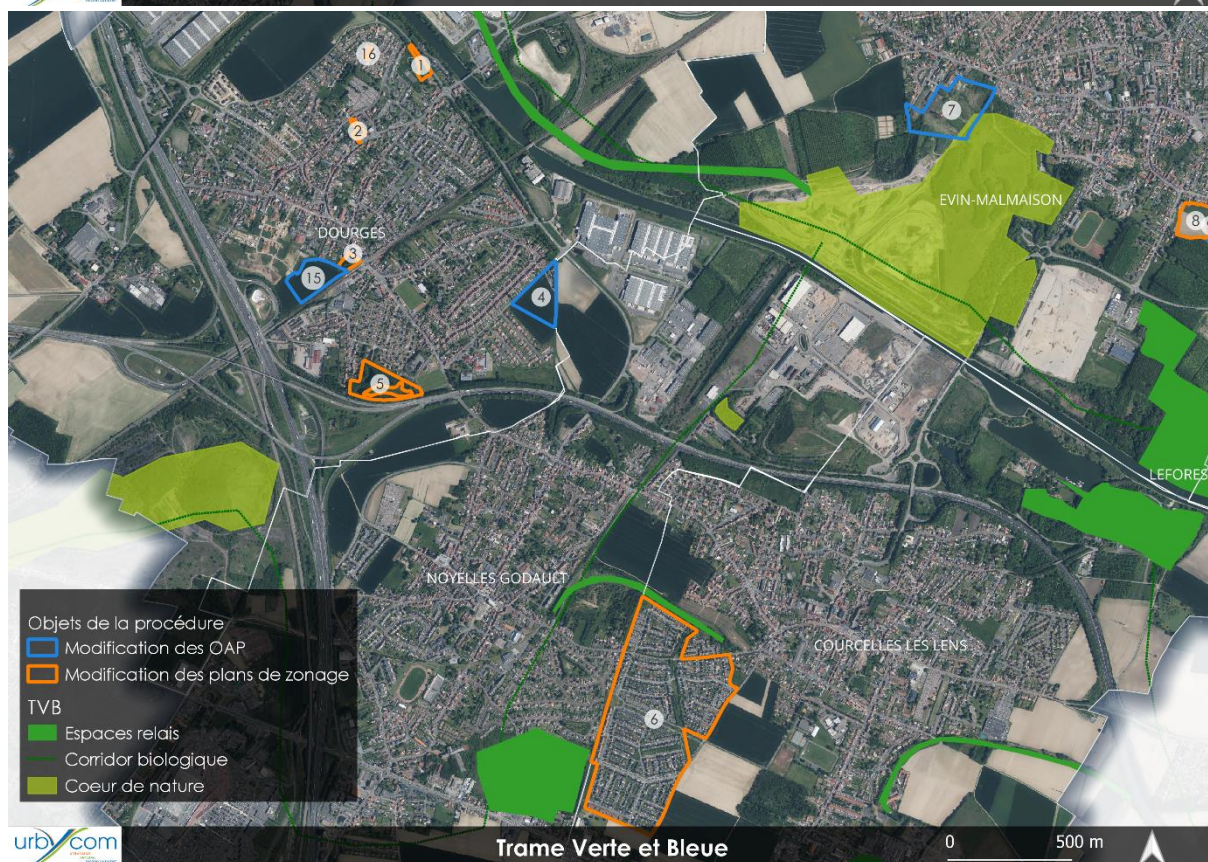 16
1
2
7
EVIN-MALMAISON
8
DOURGES
3
15
4
5
LEFORES
NOYELLES GODAULT
COURCELLES LES LENS
6
Objets de la procédure
Modification des OAP
Modification des plans de zonage
TVB
Espaces relais
Corridor biologique
Coeur de nature
urbycom
Trame Verte et Bleue
0 500 m